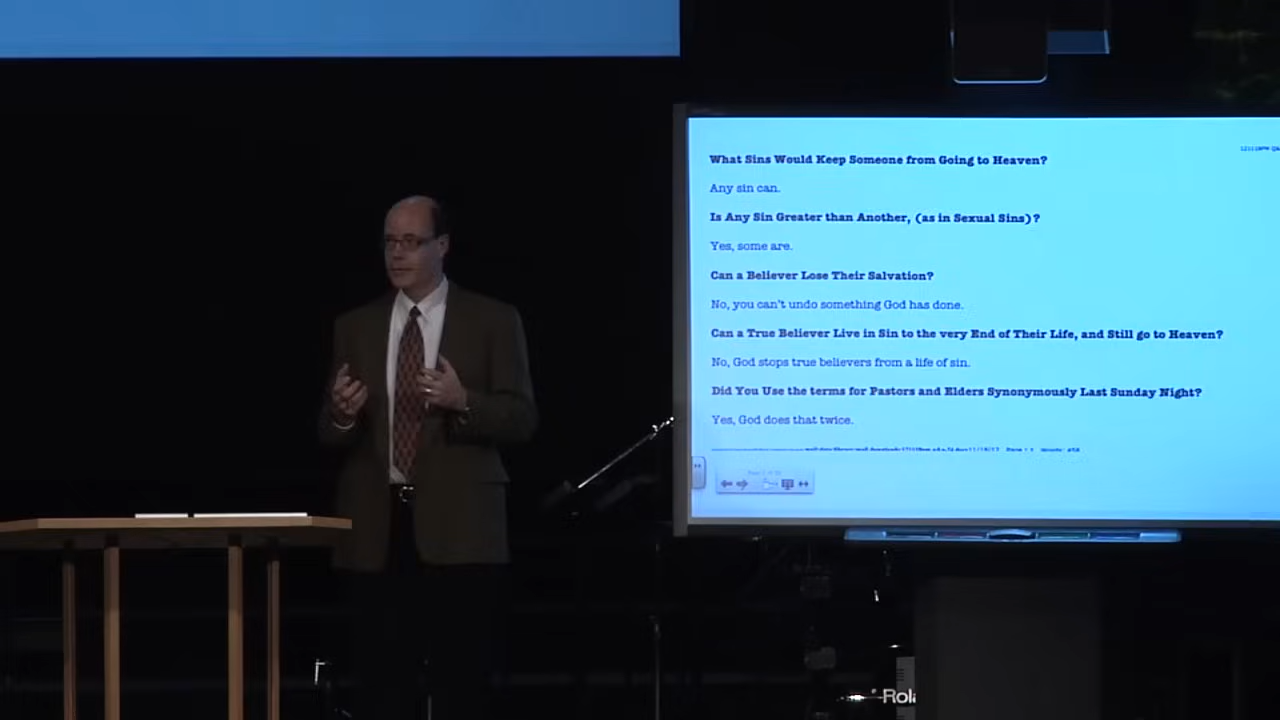 What Sins Would Keep Someone from Going to Heaven?
Any sin can.
Is Any Sin Greater than Another, (as in Sexual Sins)?
Yes, some are.
Can a Believer Lose Their Salvation?
No, you can't undo something God has done.
Can a True Believer Live in Sin to the very End of Their Life, and Still go to Heaven?
No, God stops true believers from a life of sin.
Did You Use the terms for Pastors and Elders Synonymously Last Sunday Night?
Yes, God does that twice.
Rola